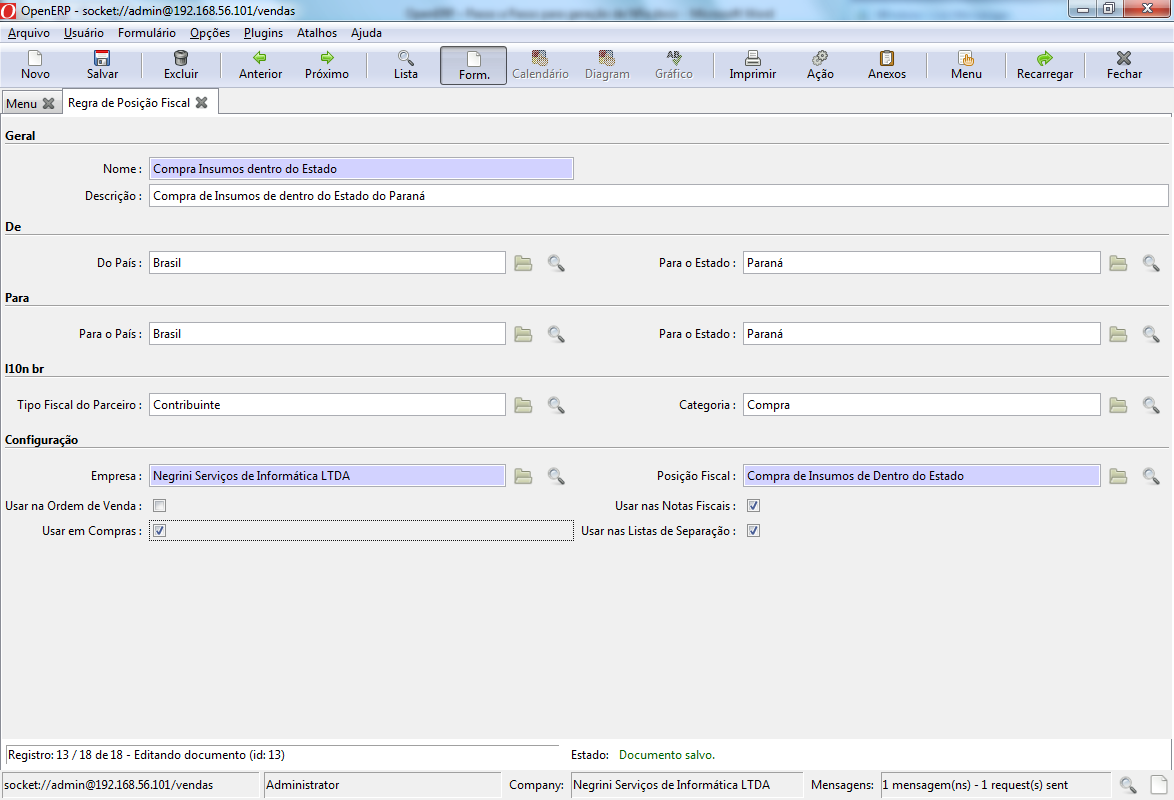 OpenERP - socket://admin@192.168.56.101/vendas
Arquivo Usuário Formulário Opções Plugins Atalhos Ajuda
Novo Salvar Excluir Anterior Próximo Lista Form. Calendário Diagram Gráfico Imprimir Ação Anexos Menu Recarregar Fechar
Menu Regra de Posição Fiscal
Geral
Nome : Compra Insumos dentro do Estado
Descrição : Compra de Insumos de dentro do Estado do Paraná
De
Do País : Brasil Para o Estado : Paraná
Para
Para o País : Brasil Para o Estado : Paraná
l10n br
Tipo Fiscal do Parceiro : Contribuinte Categoria : Compra
Configuração
Empresa : Negrini Serviços de Informática LTDA Posição Fiscal : Compra de Insumos de Dentro do Estado
Usar na Ordem de Venda : Usar nas Notas Fiscais :
Usar em Compras : Usar nas Listas de Separação :
Registro: 13 / 18 de 18 - Editando documento (id: 13) Estado: Documento salvo.
socket://admin@192.168.56.101/vendas Administrator Company: Negrini Serviços de Informática LTDA Mensagens: 1 mensagem(ns) - 1 request(s) sent